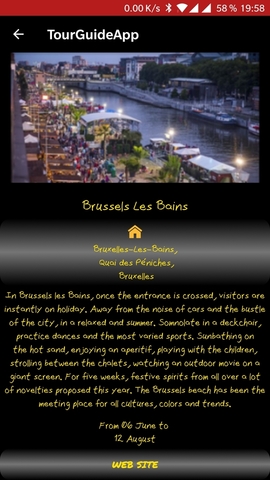 0.00 K/s 58 % 19:58
TourGuideApp
Brussels Les Bains
Bruxelles-Les-Bains,
Quai des Péniches,
Bruxelles
In Brussels les Bains, once the entrance is crossed, visitors are
instantly on holiday. Away from the noise of cars and the bustle
of the city, in a relaxed and summer. Somnolate in a deckchair,
practice dances and the most varied sports. Sunbathing on
the hot sand, enjoying an aperitif, playing with the children,
strolling between the chalets, watching an outdoor movie on a
giant screen. For five weeks, festive spirits from all over a lot
of novelties proposed this year. The Brussels beach has been the
meeting place for all cultures, colors and trends.
From 06 June to
12 August
WEB SITE